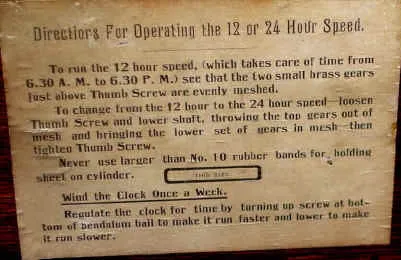 Directions For Operating the 12 or 24 Hour Speed.
To run the 12 hour speed, (which takes care of time from
6.30 A. M. to 6.30 P. M.) see that the two small brass gears
just above Thumb Screw are evenly meshed.
To change from the 12 hour to the 24 hour speed—loosen
Thumb Screw and lower shaft, throwing the top gears out of
mesh and bringing the lower set of gears in mesh—then
tighten Thumb Screw.
Never use larger than No. 10 rubber bands for holding
sheet on cylinder. THIS SIZE
Wind the Clock Once a Week.
Regulate the clock for time by turning up screw at bot-
tom of pendulum ball to make it run faster and lower to make
it run slower.